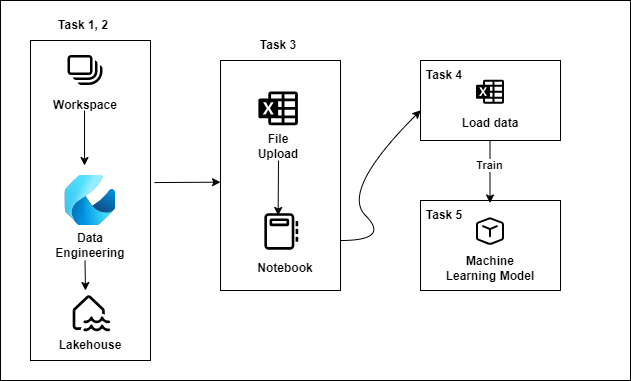 Task 1, 2
Workspace
Data
Engineering
Lakehouse
Task 3
X
File
Upload
Notebook
Task 4
X
Load data
Train
Task 5
Machine
Learning Model